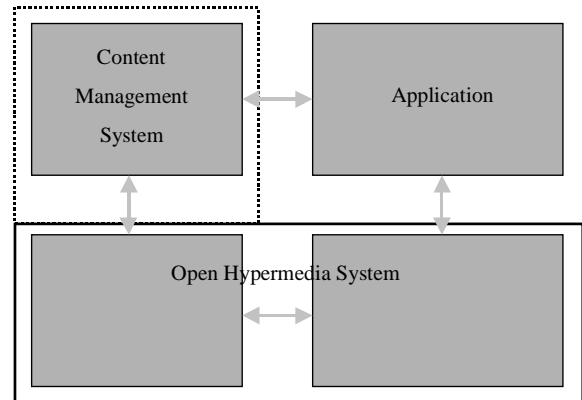 Content
Management
System
Application
Open Hypermedia System